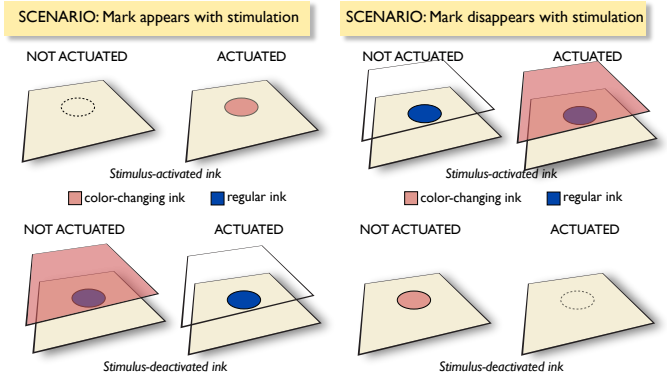 SCENARIO: Mark appears with stimulation
SCENARIO: Mark disappears with stimulation
NOT ACTUATED
ACTUATED
NOT ACTUATED
ACTUATED
Stimulus-activated ink
Stimulus-activated ink
color-changing ink
regular ink
color-changing ink
regular ink
NOT ACTUATED
ACTUATED
NOT ACTUATED
ACTUATED
Stimulus-deactivated ink
Stimulus-deactivated ink